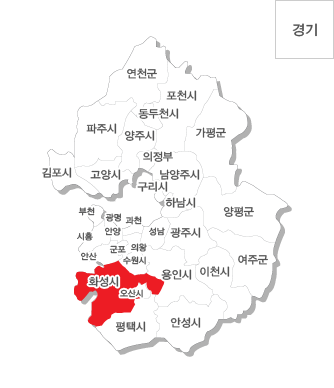 경기
연천군
포천시
동두천시
파주시
양주시
가평군
의정부
김포시
고양시
남양주시
구리시
하남시
부천
광명
과천
양평군
시흥
안양
성남
광주시
군포
의왕
안산
수원시
여주군
화성시
용인시
이천시
오산시
평택시
안성시